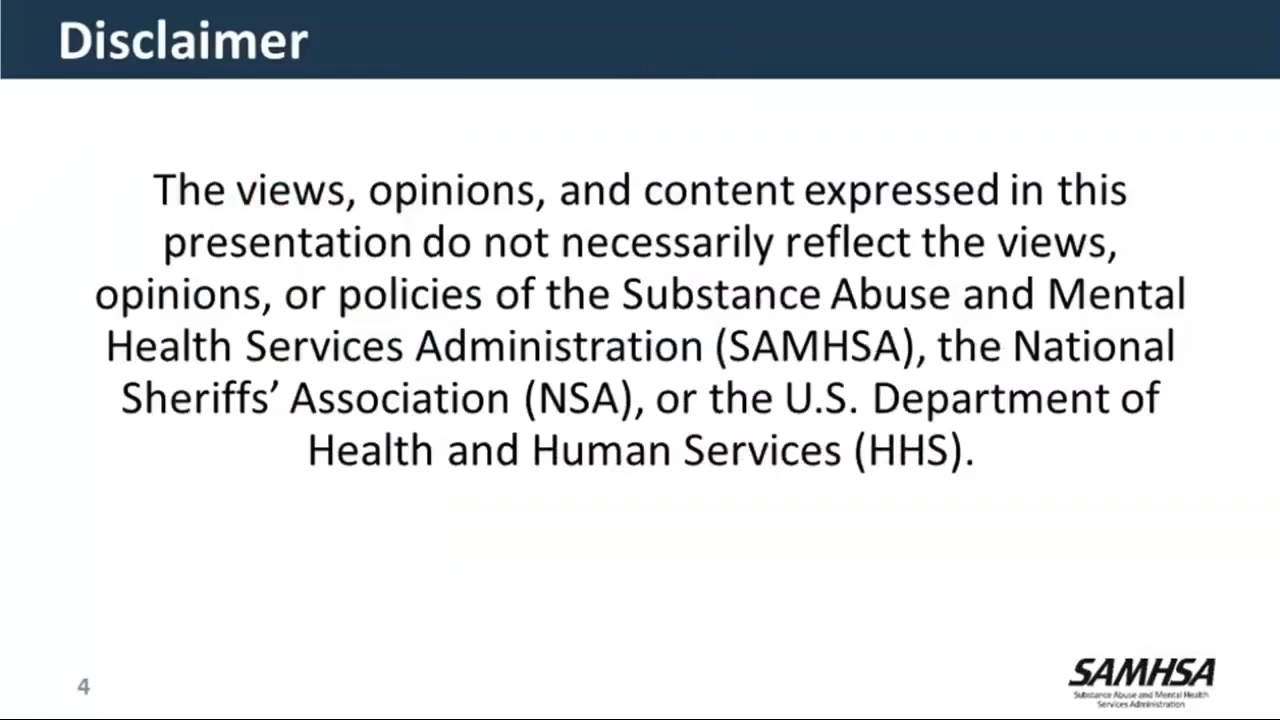 Disclaimer
The views, opinions, and content expressed in this
presentation do not necessarily reflect the views,
opinions, or policies of the Substance Abuse and Mental
Health Services Administration (SAMHSA), the National
Sheriffs’ Association (NSA), or the U.S. Department of
Health and Human Services (HHS).
4
SAMHSA
Substance Abuse and Mental Health
Services Administration